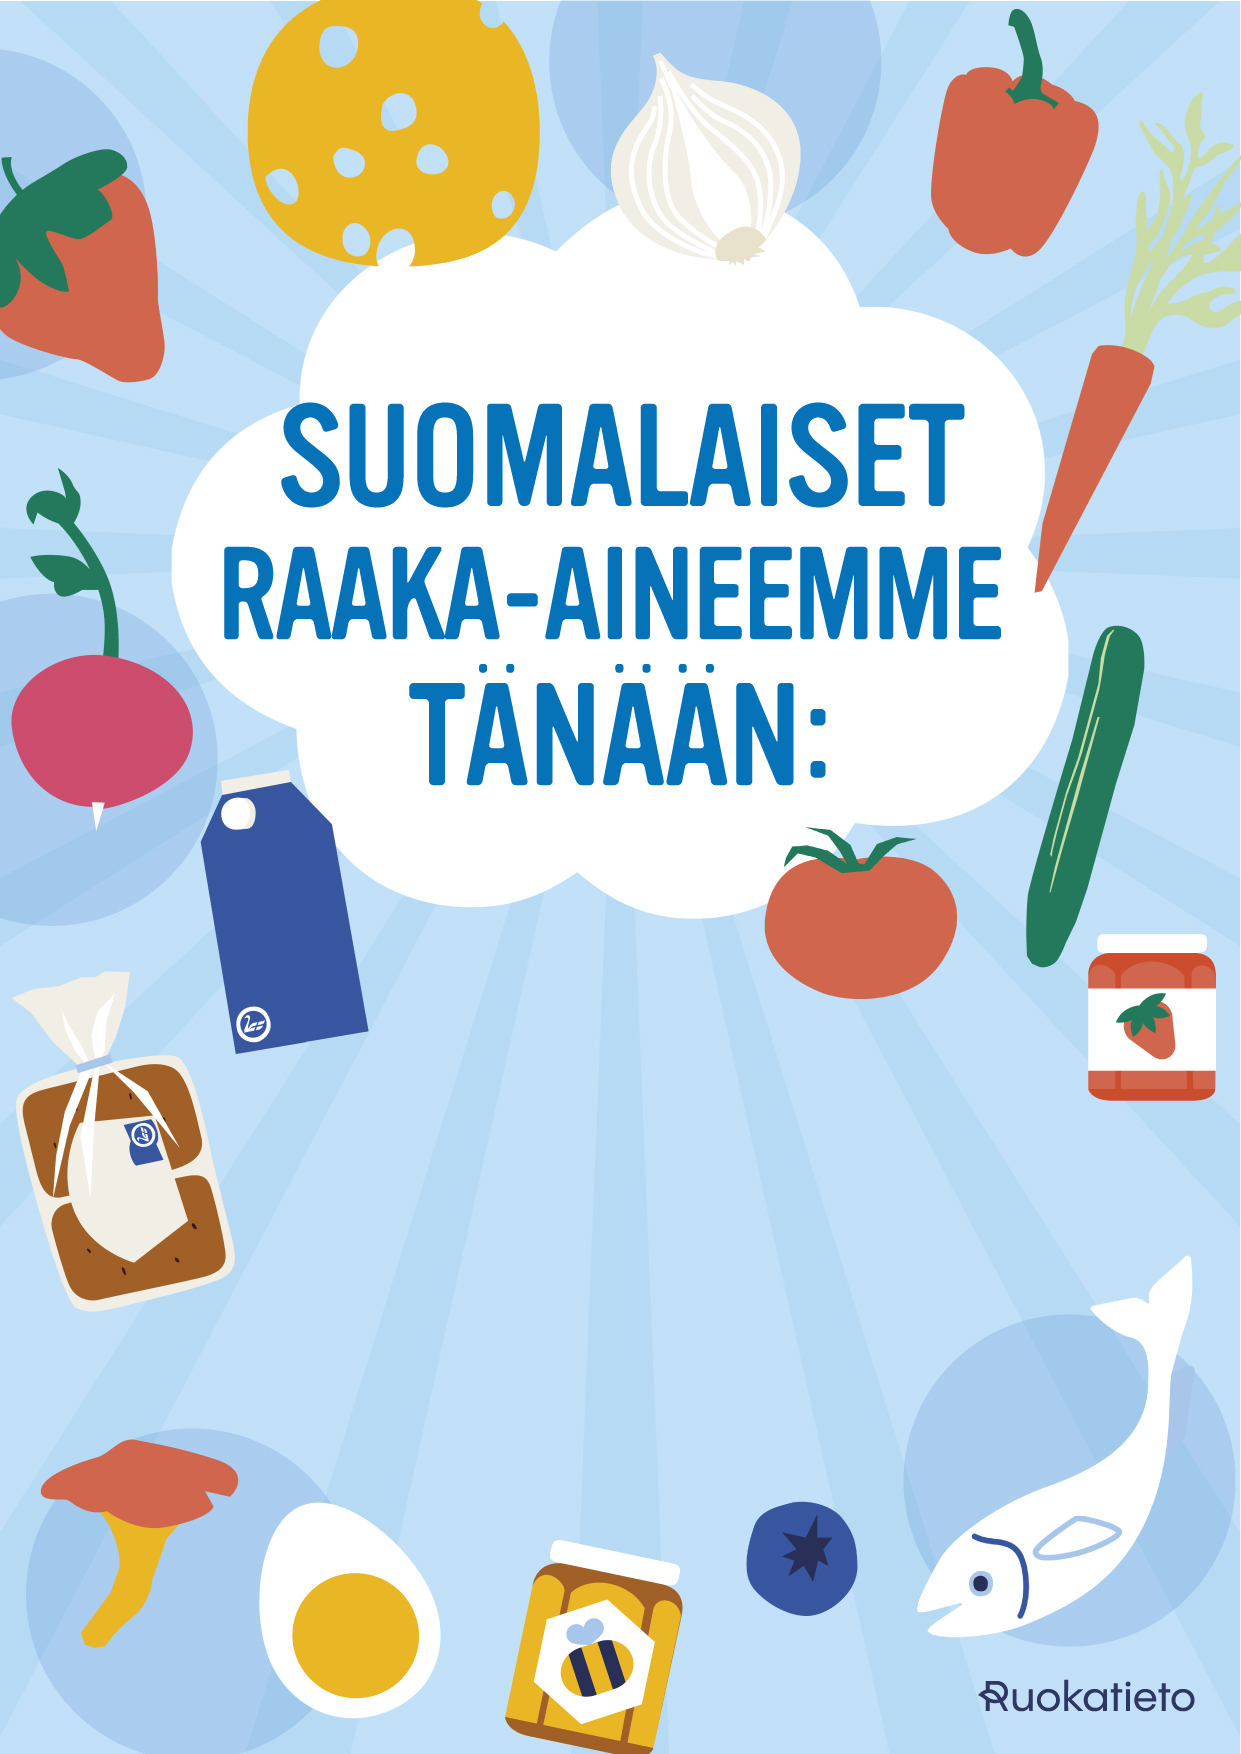 SUOMALAISET
RAAKA-AINEEMME
TÄNÄÄN:
Ruokatieto